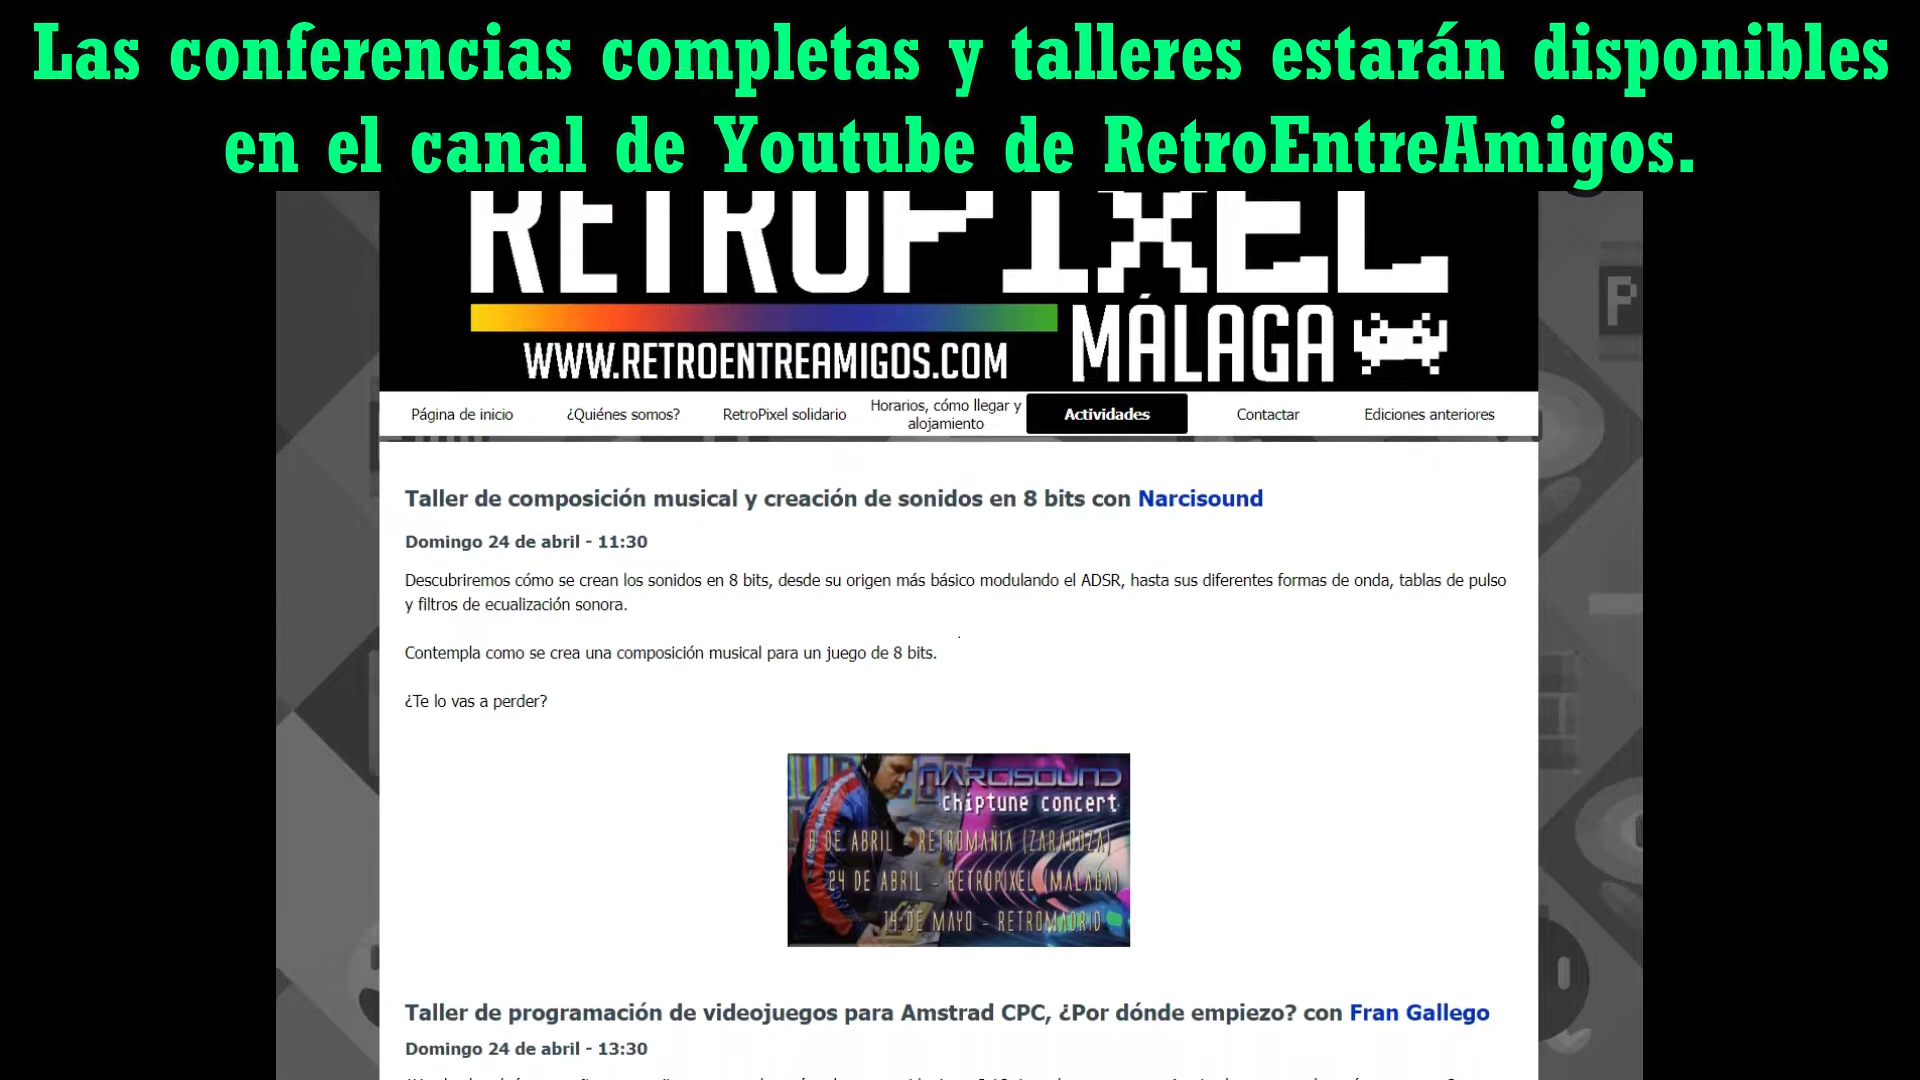 Las conferencias completas y talleres estarán disponibles
en el canal de Youtube de RetroEntreAmigos.
RETROPIXEL
MÁLAGA
WWW.RETROENTREAMIGOS.COM
Página de inicio
¿Quiénes somos?
RetroPixel solidario
Horarios, cómo llegar y
alojamiento
Actividades
Contactar
Ediciones anteriores
Taller de composición musical y creación de sonidos en 8 bits con Narcisound
Domingo 24 de abril - 11:30
Descubriremos cómo se crean los sonidos en 8 bits, desde su origen más básico modulando el ADSR, hasta sus diferentes formas de onda, tablas de pulso
y filtros de ecualización sonora.
Contempla como se crea una composición musical para un juego de 8 bits.
¿Te lo vas a perder?
NARCISOUND
chiptune concert
DE ABRIL - RETROMAÑIA (ZARAGOZA)
24 DE ABRIL - RETROPIXEL (MALAGA)
14 DE MAYO - RETROMADRID
Taller de programación de videojuegos para Amstrad CPC, ¿Por dónde empiezo? con Fran Gallego
Domingo 24 de abril - 13:30